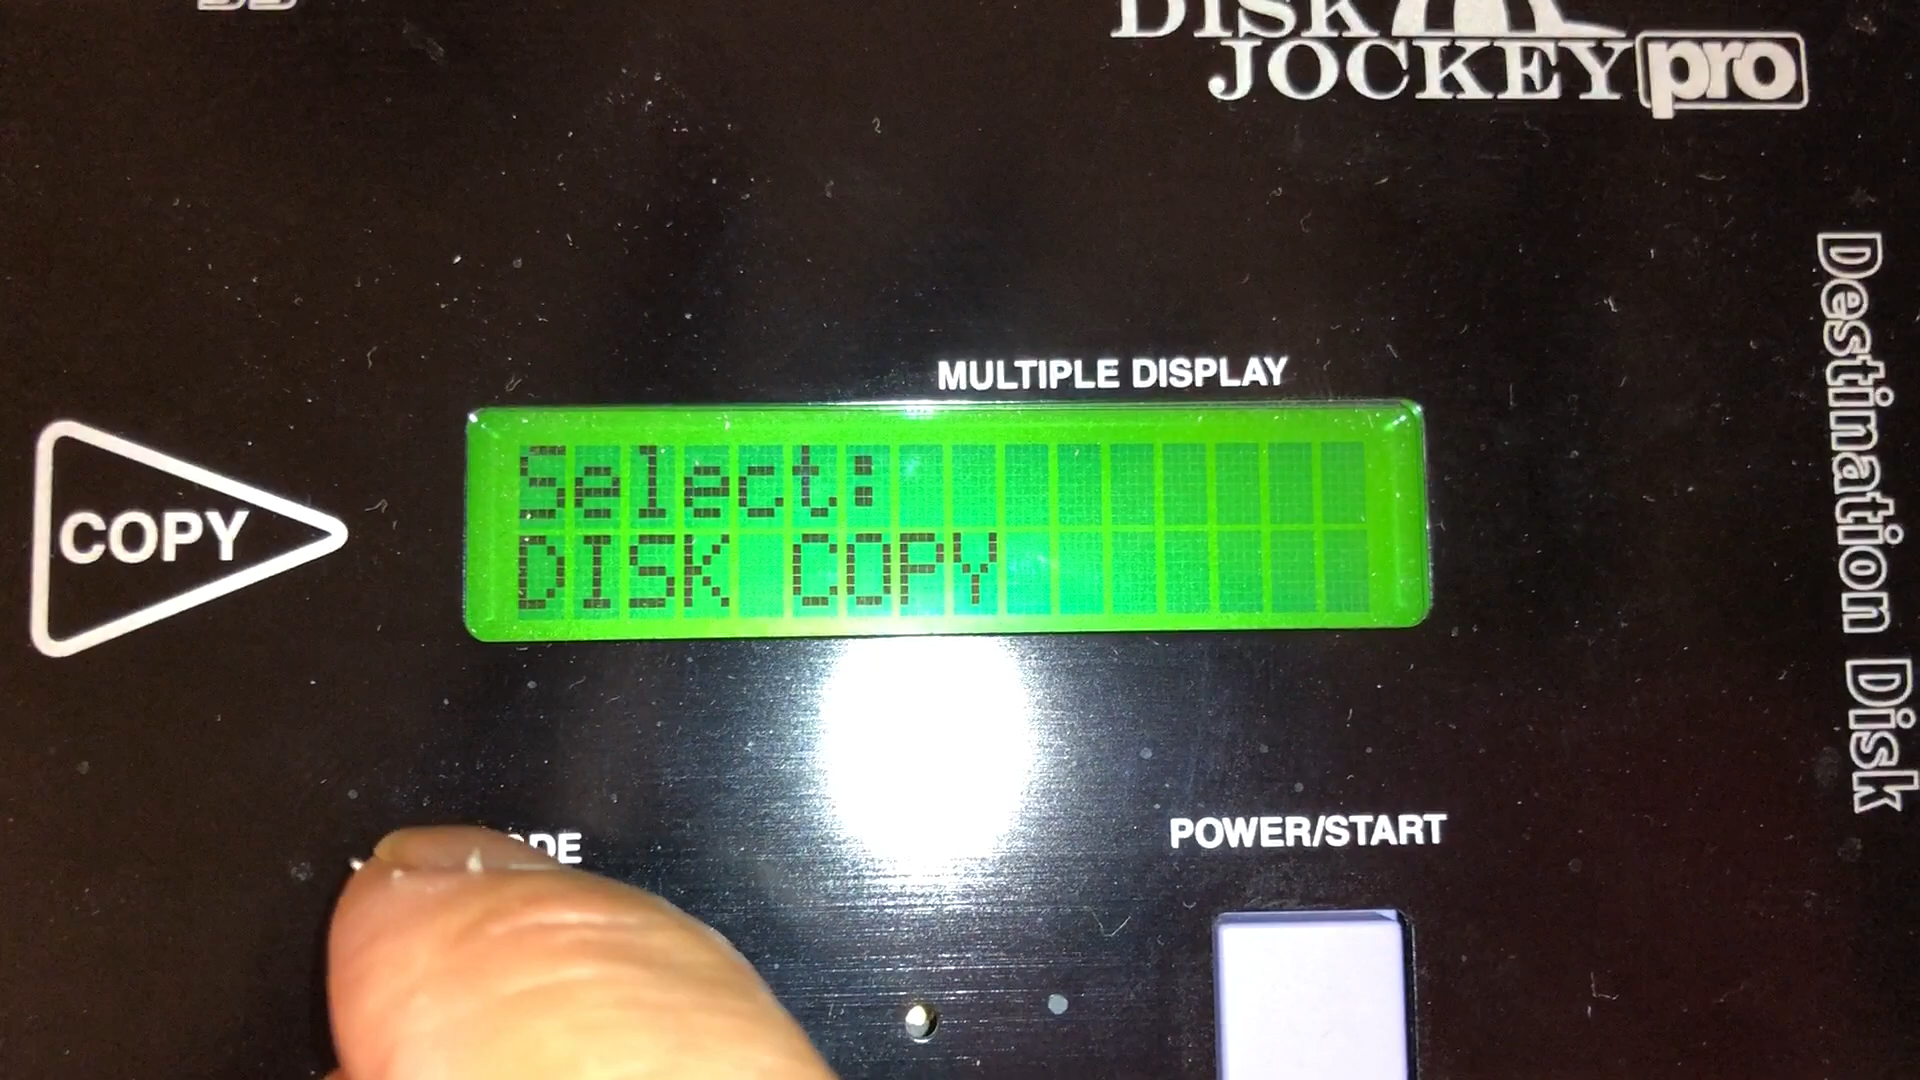 DISK
JOCKEY pro
MULTIPLE DISPLAY
Select:
DISK COPY
COPY
POWER/START
Destination Disk